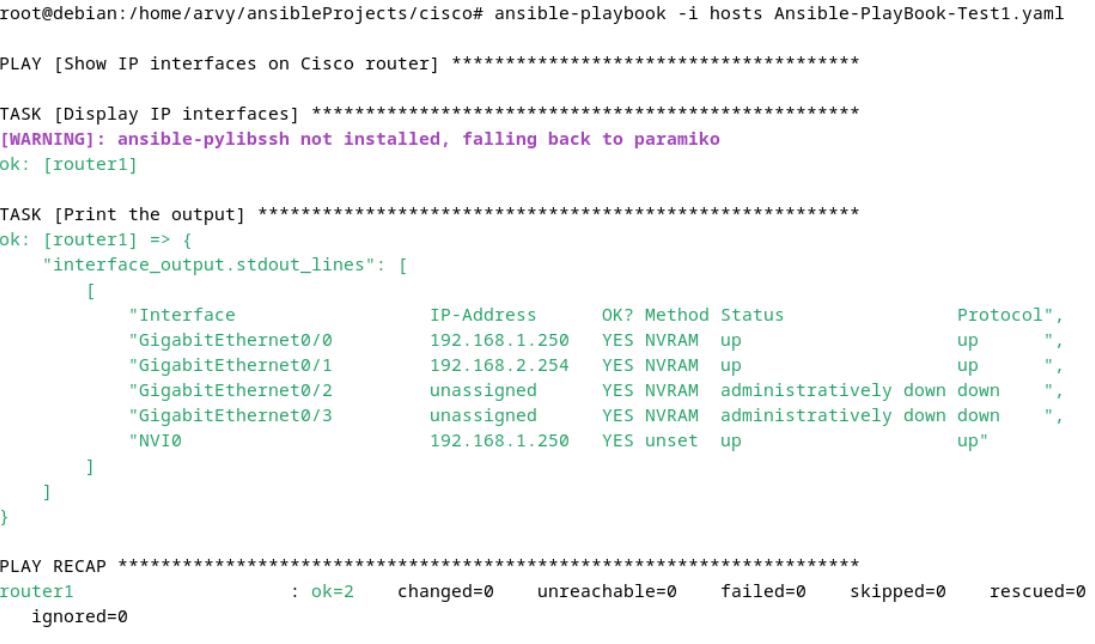 root@debian:/home/arvy/ansibleProjects/cisco# ansible-playbook -i hosts Ansible-PlayBook-Test1.yaml
PLAY [Show IP interfaces on Cisco router] **************************************
TASK [Display IP interfaces] ***************************************************
[WARNING]: ansible-pylibssh not installed, falling back to paramiko
ok: [router1]
TASK [Print the output] ********************************************************
ok: [router1] => {
    "interface_output.stdout_lines": [
        [
            "Interface                  IP-Address      OK? Method Status                Protocol",
            "GigabitEthernet0/0         192.168.1.250   YES NVRAM  up                    up      ",
            "GigabitEthernet0/1         192.168.2.254   YES NVRAM  up                    up      ",
            "GigabitEthernet0/2         unassigned      YES NVRAM  administratively down down    ",
            "GigabitEthernet0/3         unassigned      YES NVRAM  administratively down down    ",
            "NVI0                       192.168.1.250   YES unset  up                    up"
        ]
    ]
}
PLAY RECAP *********************************************************************
router1                    : ok=2    changed=0    unreachable=0    failed=0    skipped=0    rescued=0
   ignored=0